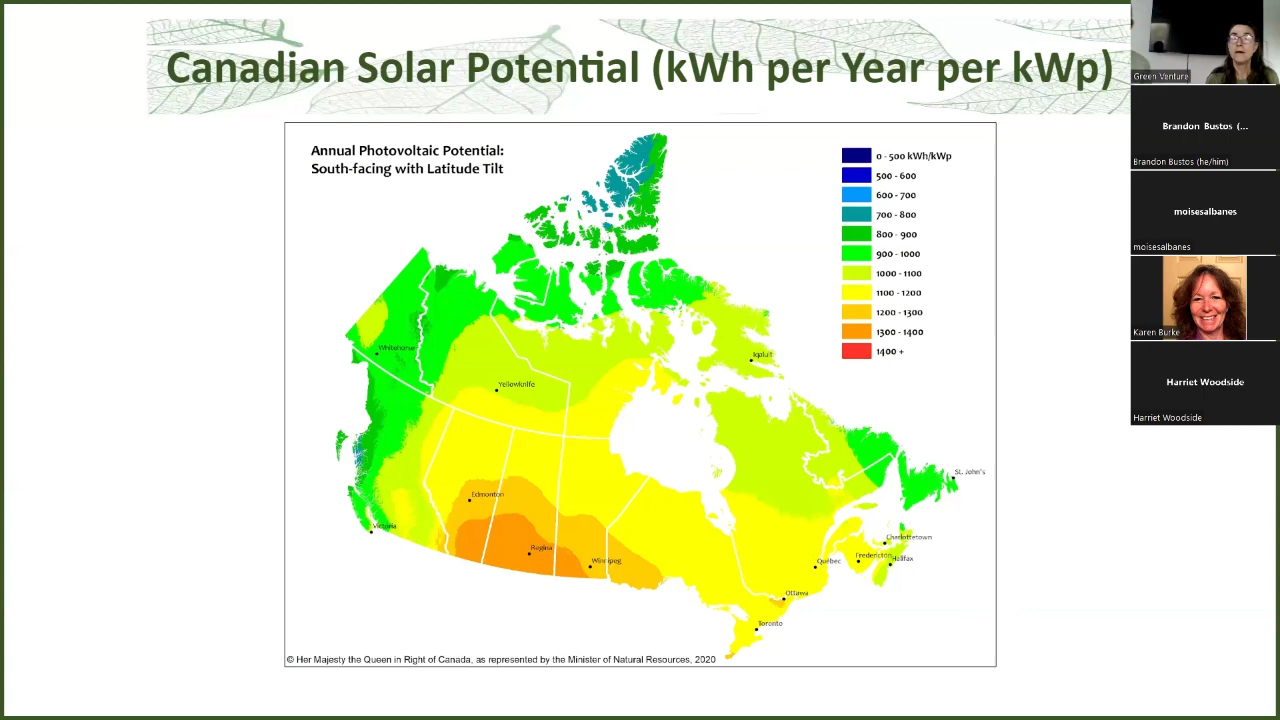 Canadian Solar Potential (kWh per Year per kWp)
Annual Photovoltaic Potential:
South-facing with Latitude Tilt
0 - 500 kWh/kWp
500 - 600
600 - 700
700 - 800
800 - 900
900 - 1000
1000 - 1100
1100 - 1200
1200 - 1300
1300 - 1400
1400 +
Whitehorse
Yellowknife
Iqaluit
St. John's
Edmonton
Victoria
Regina
Winnipeg
Charlottetown
Fredericton
Halifax
Québec
Ottawa
Toronto
© Her Majesty the Queen in Right of Canada, as represented by the Minister of Natural Resources, 2020
Green Venture
Brandon Bustos (...
Brandon Bustos (he/him)
moisesalbanes
moisesalbanes
Karen Burke
Harriet Woodside
Harriet Woodside